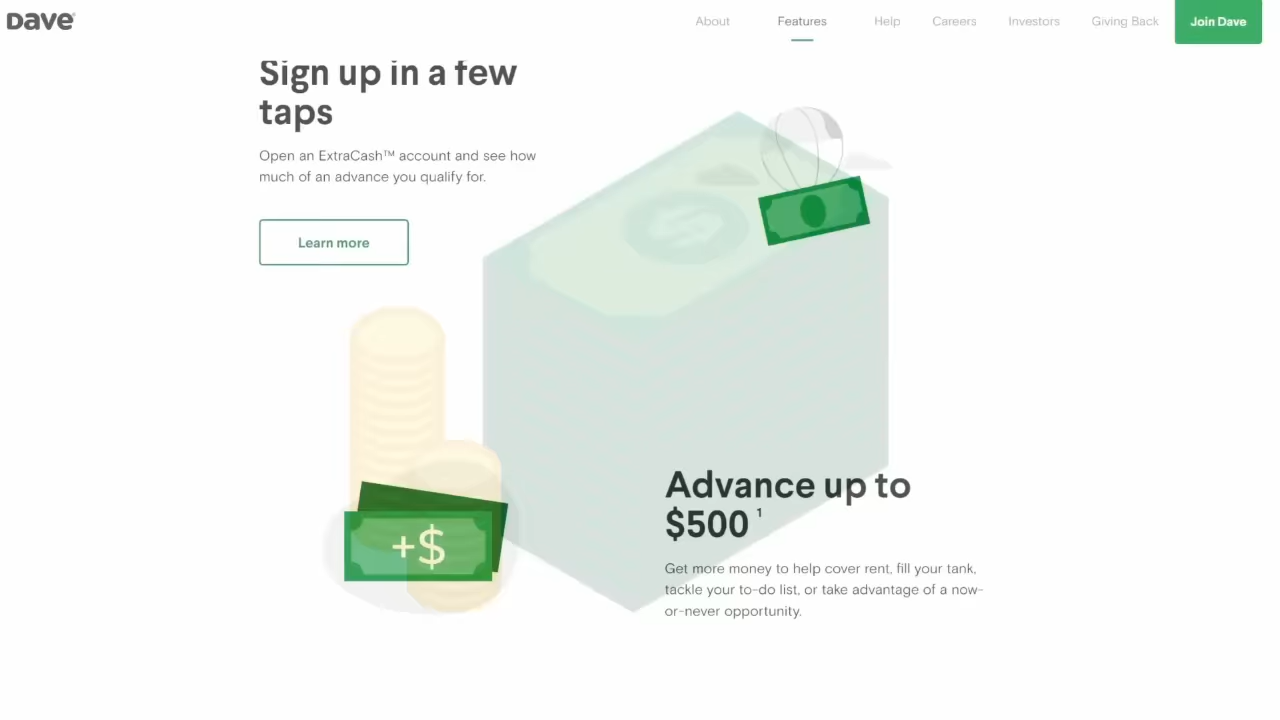 Dave
About Features Help Careers Investors Giving Back Join Dave
Sign up in a few
taps
Open an ExtraCash™ account and see how
much of an advance you qualify for.
Learn more
+$
Advance up to
$500 ¹
Get more money to help cover rent, fill your tank,
tackle your to-do list, or take advantage of a now-
or-never opportunity.